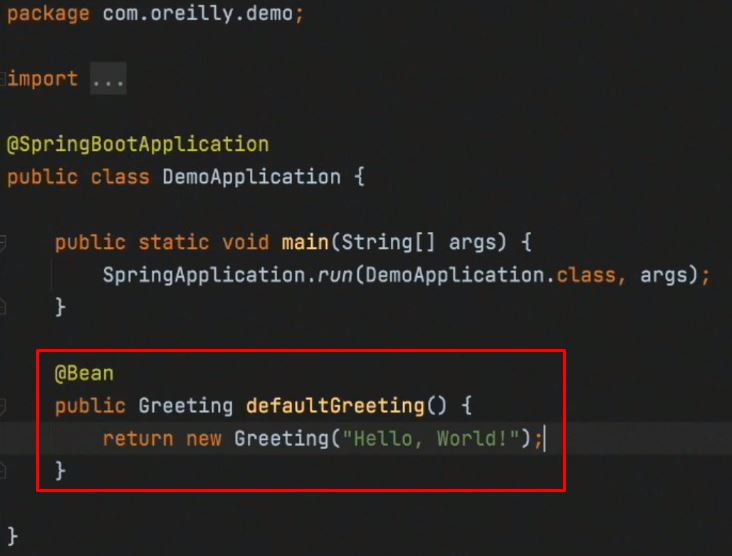 package com.oreilly.demo;
import ...
@SpringBootApplication
public class DemoApplication {
public static void main(String[] args) {
SpringApplication.run(DemoApplication.class, args);
}
@Bean
public Greeting defaultGreeting() {
return new Greeting("Hello, World!");
}
}